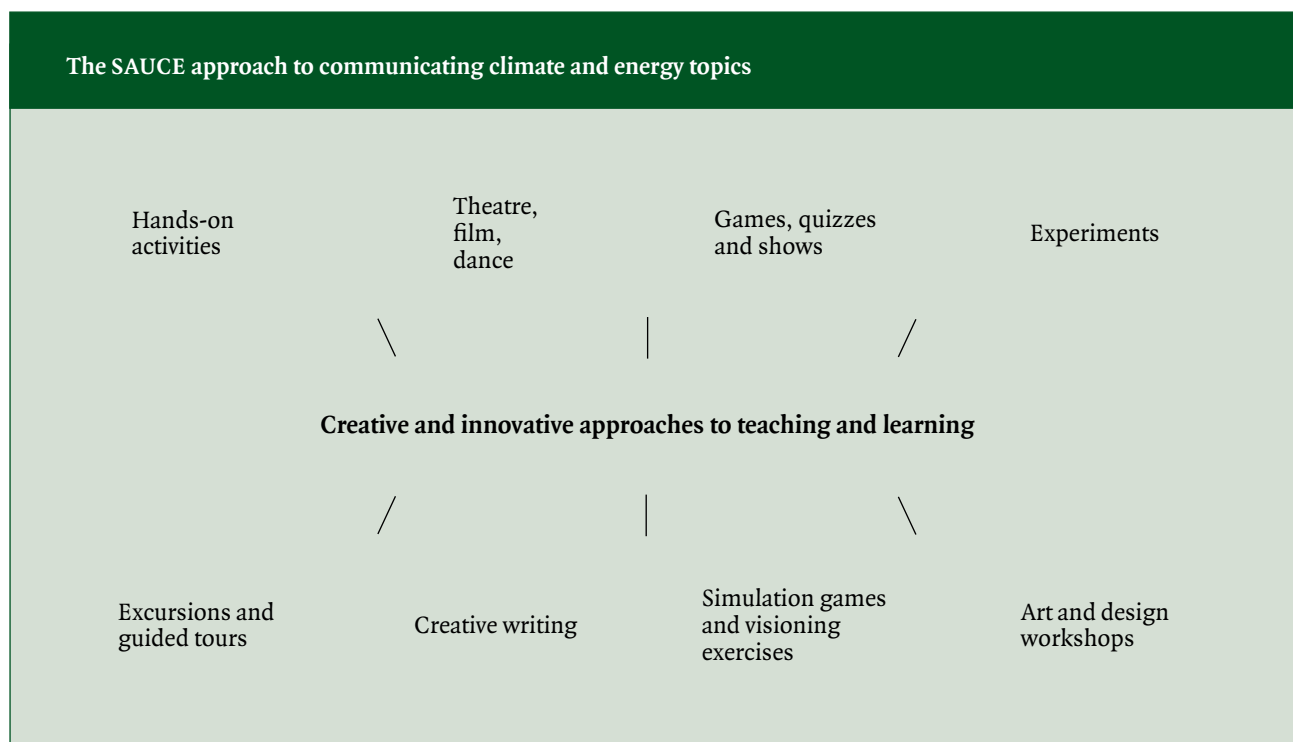 The SAUCE approach to communicating climate and energy topics
Hands-on
activities
Theatre,
film,
dance
Games, quizzes
and shows
Experiments
Creative and innovative approaches to teaching and learning
Excursions and
guided tours
Creative writing
Simulation games
and visioning
exercises
Art and design
workshops